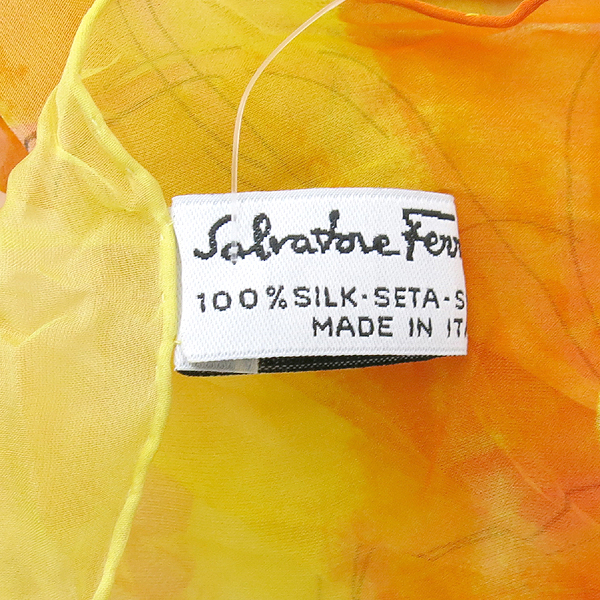 Salvatore Ferr
100% SILK-SETA-S
MADE IN ITA